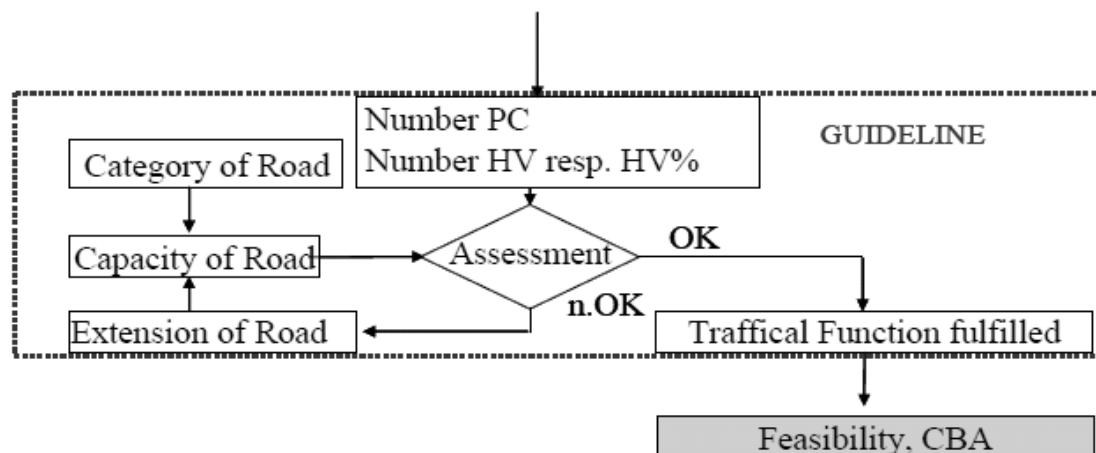 Number PC
Number HV resp. HV%
GUIDELINE
Category of Road
Capacity of Road
Assessment
OK
n.OK
Extension of Road
Traffical Function fulfilled
Feasibility, CBA